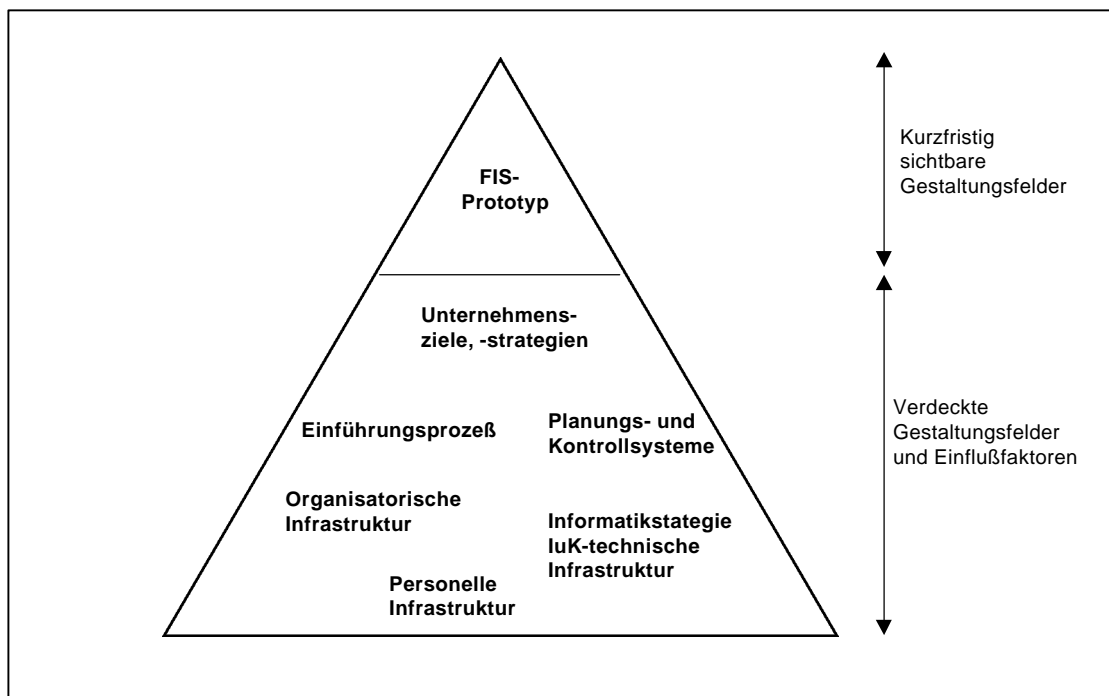 FIS-
Prototyp
Kurzfristig
sichtbare
Gestaltungsfelder
Unternehmens-
ziele, -strategien
Einführungsprozeß
Planungs- und
Kontrollsysteme
Organisatorische
Infrastruktur
Informatikstategie
IuK-technische
Infrastruktur
Personelle
Infrastruktur
Verdeckte
Gestaltungsfelder
und Einflußfaktoren